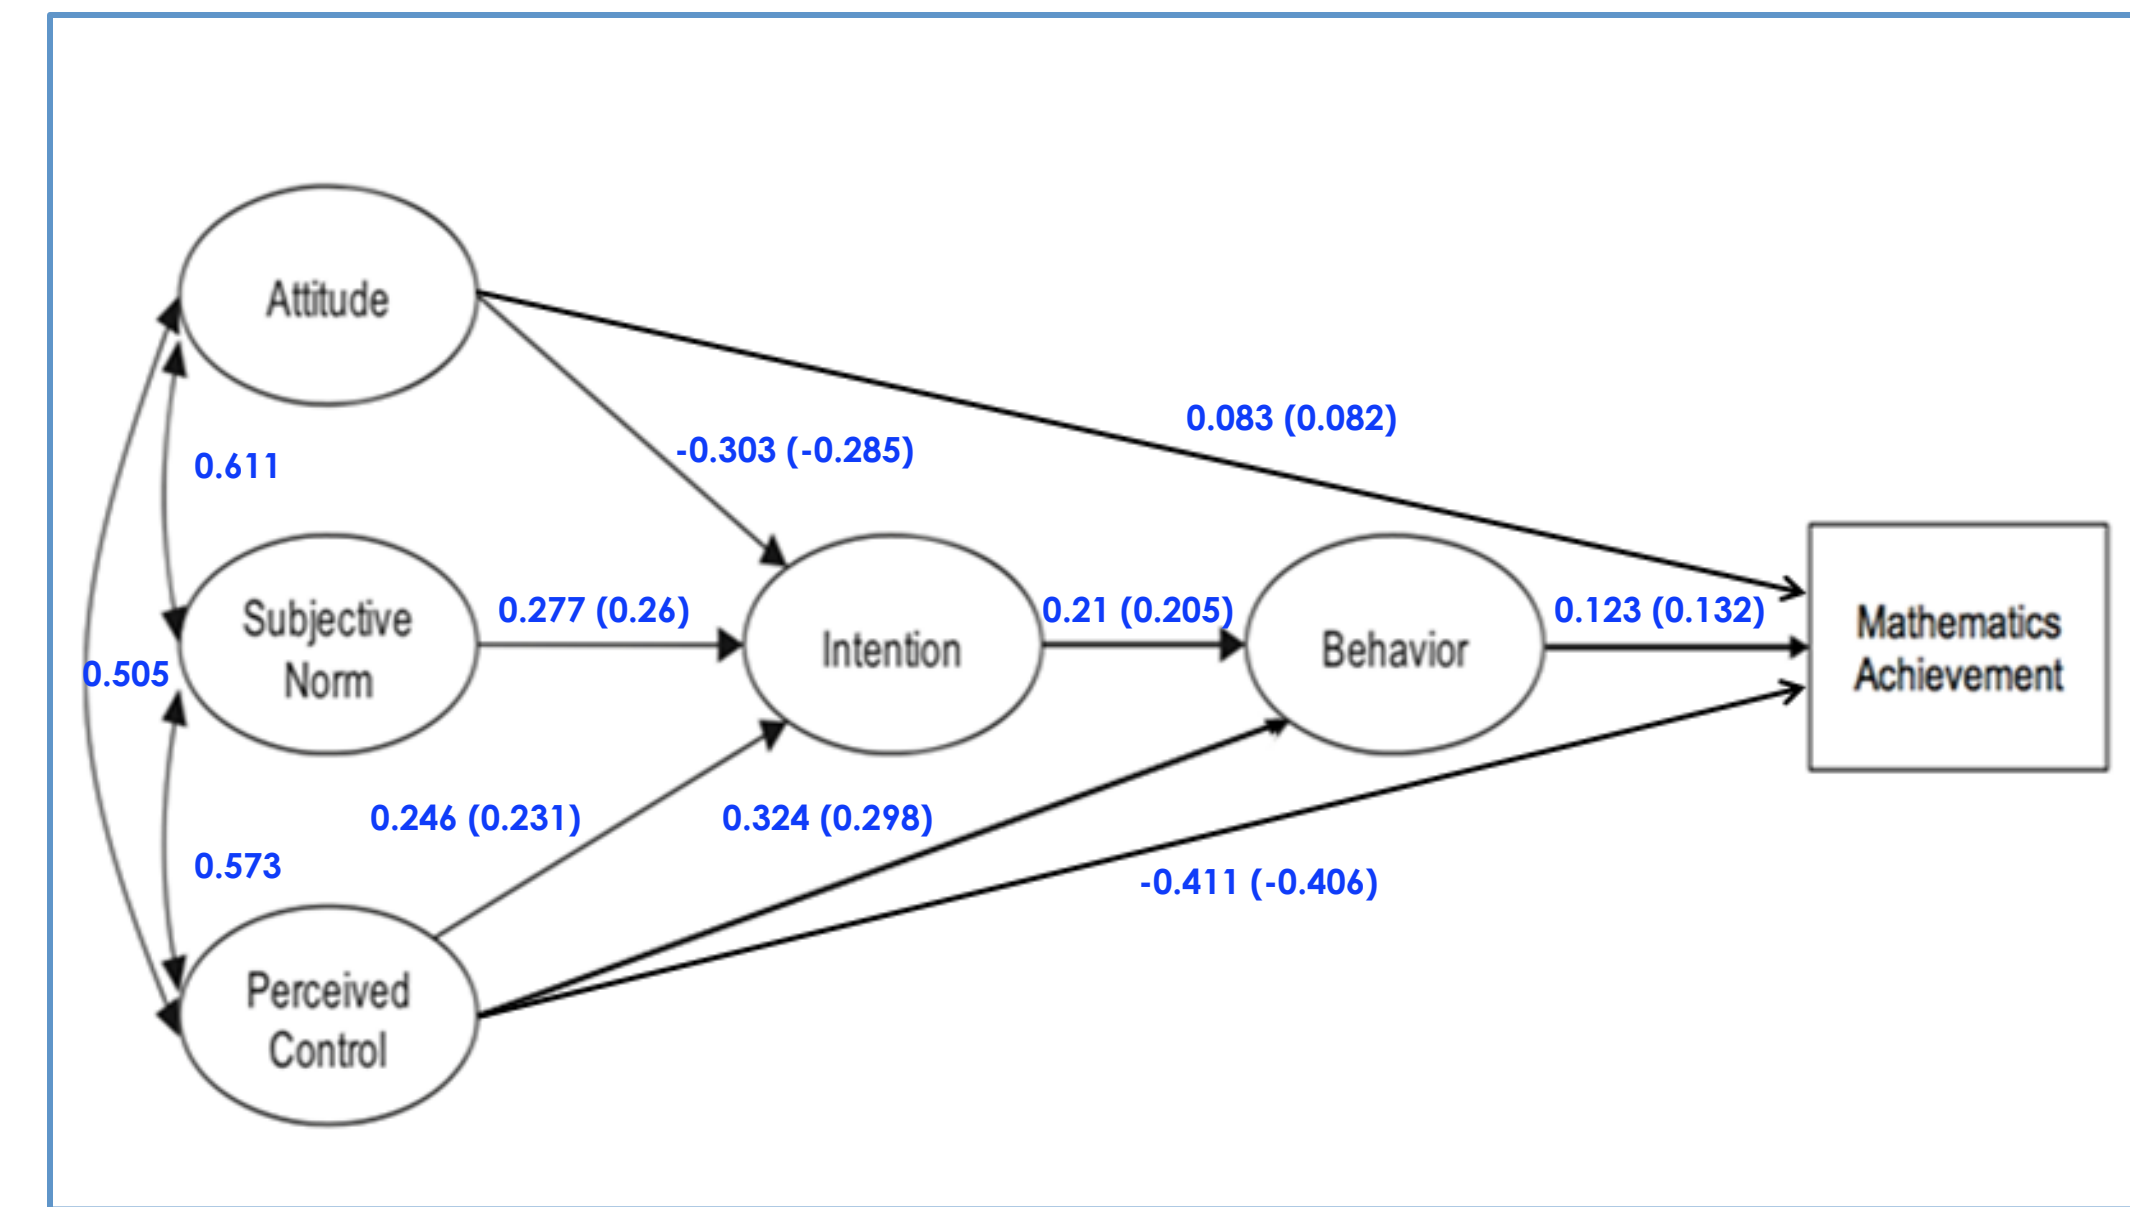 Attitude
0.083 (0.082)
-0.303 (-0.285)
0.611
Subjective
Norm
0.277 (0.26)
Intention
0.21 (0.205)
Behavior
0.123 (0.132)
Mathematics
Achievement
0.505
0.246 (0.231)
0.324 (0.298)
0.573
-0.411 (-0.406)
Perceived
Control